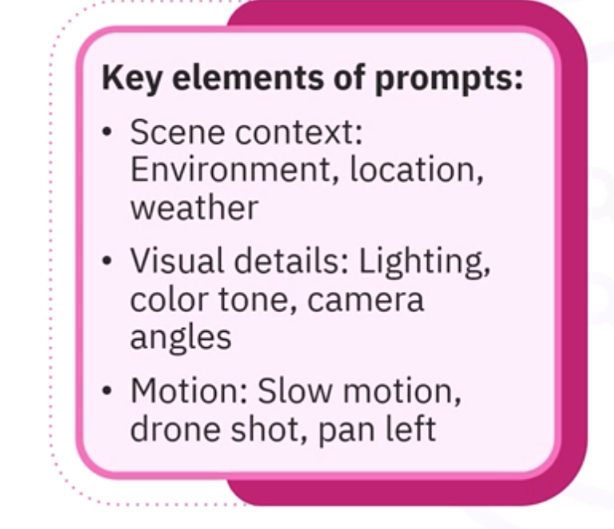 Key elements of prompts:
• Scene context:
Environment, location,
weather
• Visual details: Lighting,
color tone, camera
angles
• Motion: Slow motion,
drone shot, pan left